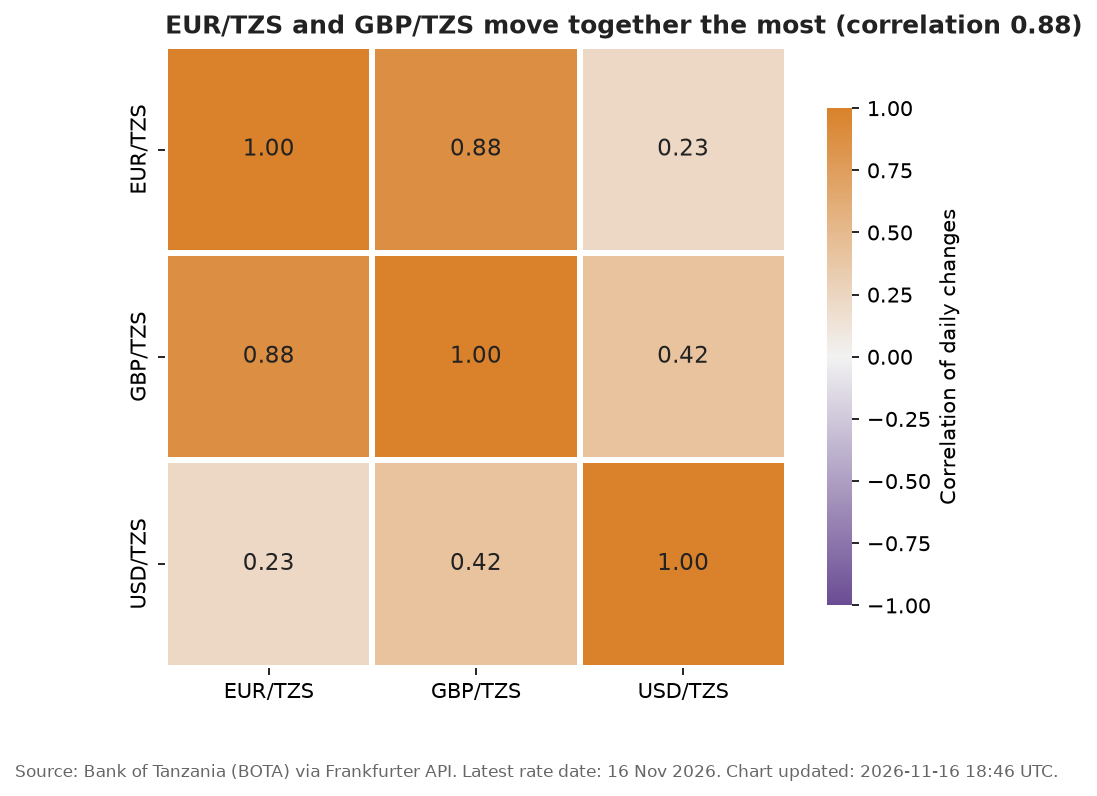 EUR/TZS and GBP/TZS move together the most (correlation 0.88)
EUR/TZS
1.00 0.88 0.23
GBP/TZS
0.88 1.00 0.42
USD/TZS
0.23 0.42 1.00
EUR/TZS GBP/TZS USD/TZS
1.00
0.75
0.50
0.25
0.00
−0.25
−0.50
−0.75
−1.00
Correlation of daily changes
Source: Bank of Tanzania (BOTA) via Frankfurter API. Latest rate date: 16 Nov 2026. Chart updated: 2026-11-16 18:46 UTC.